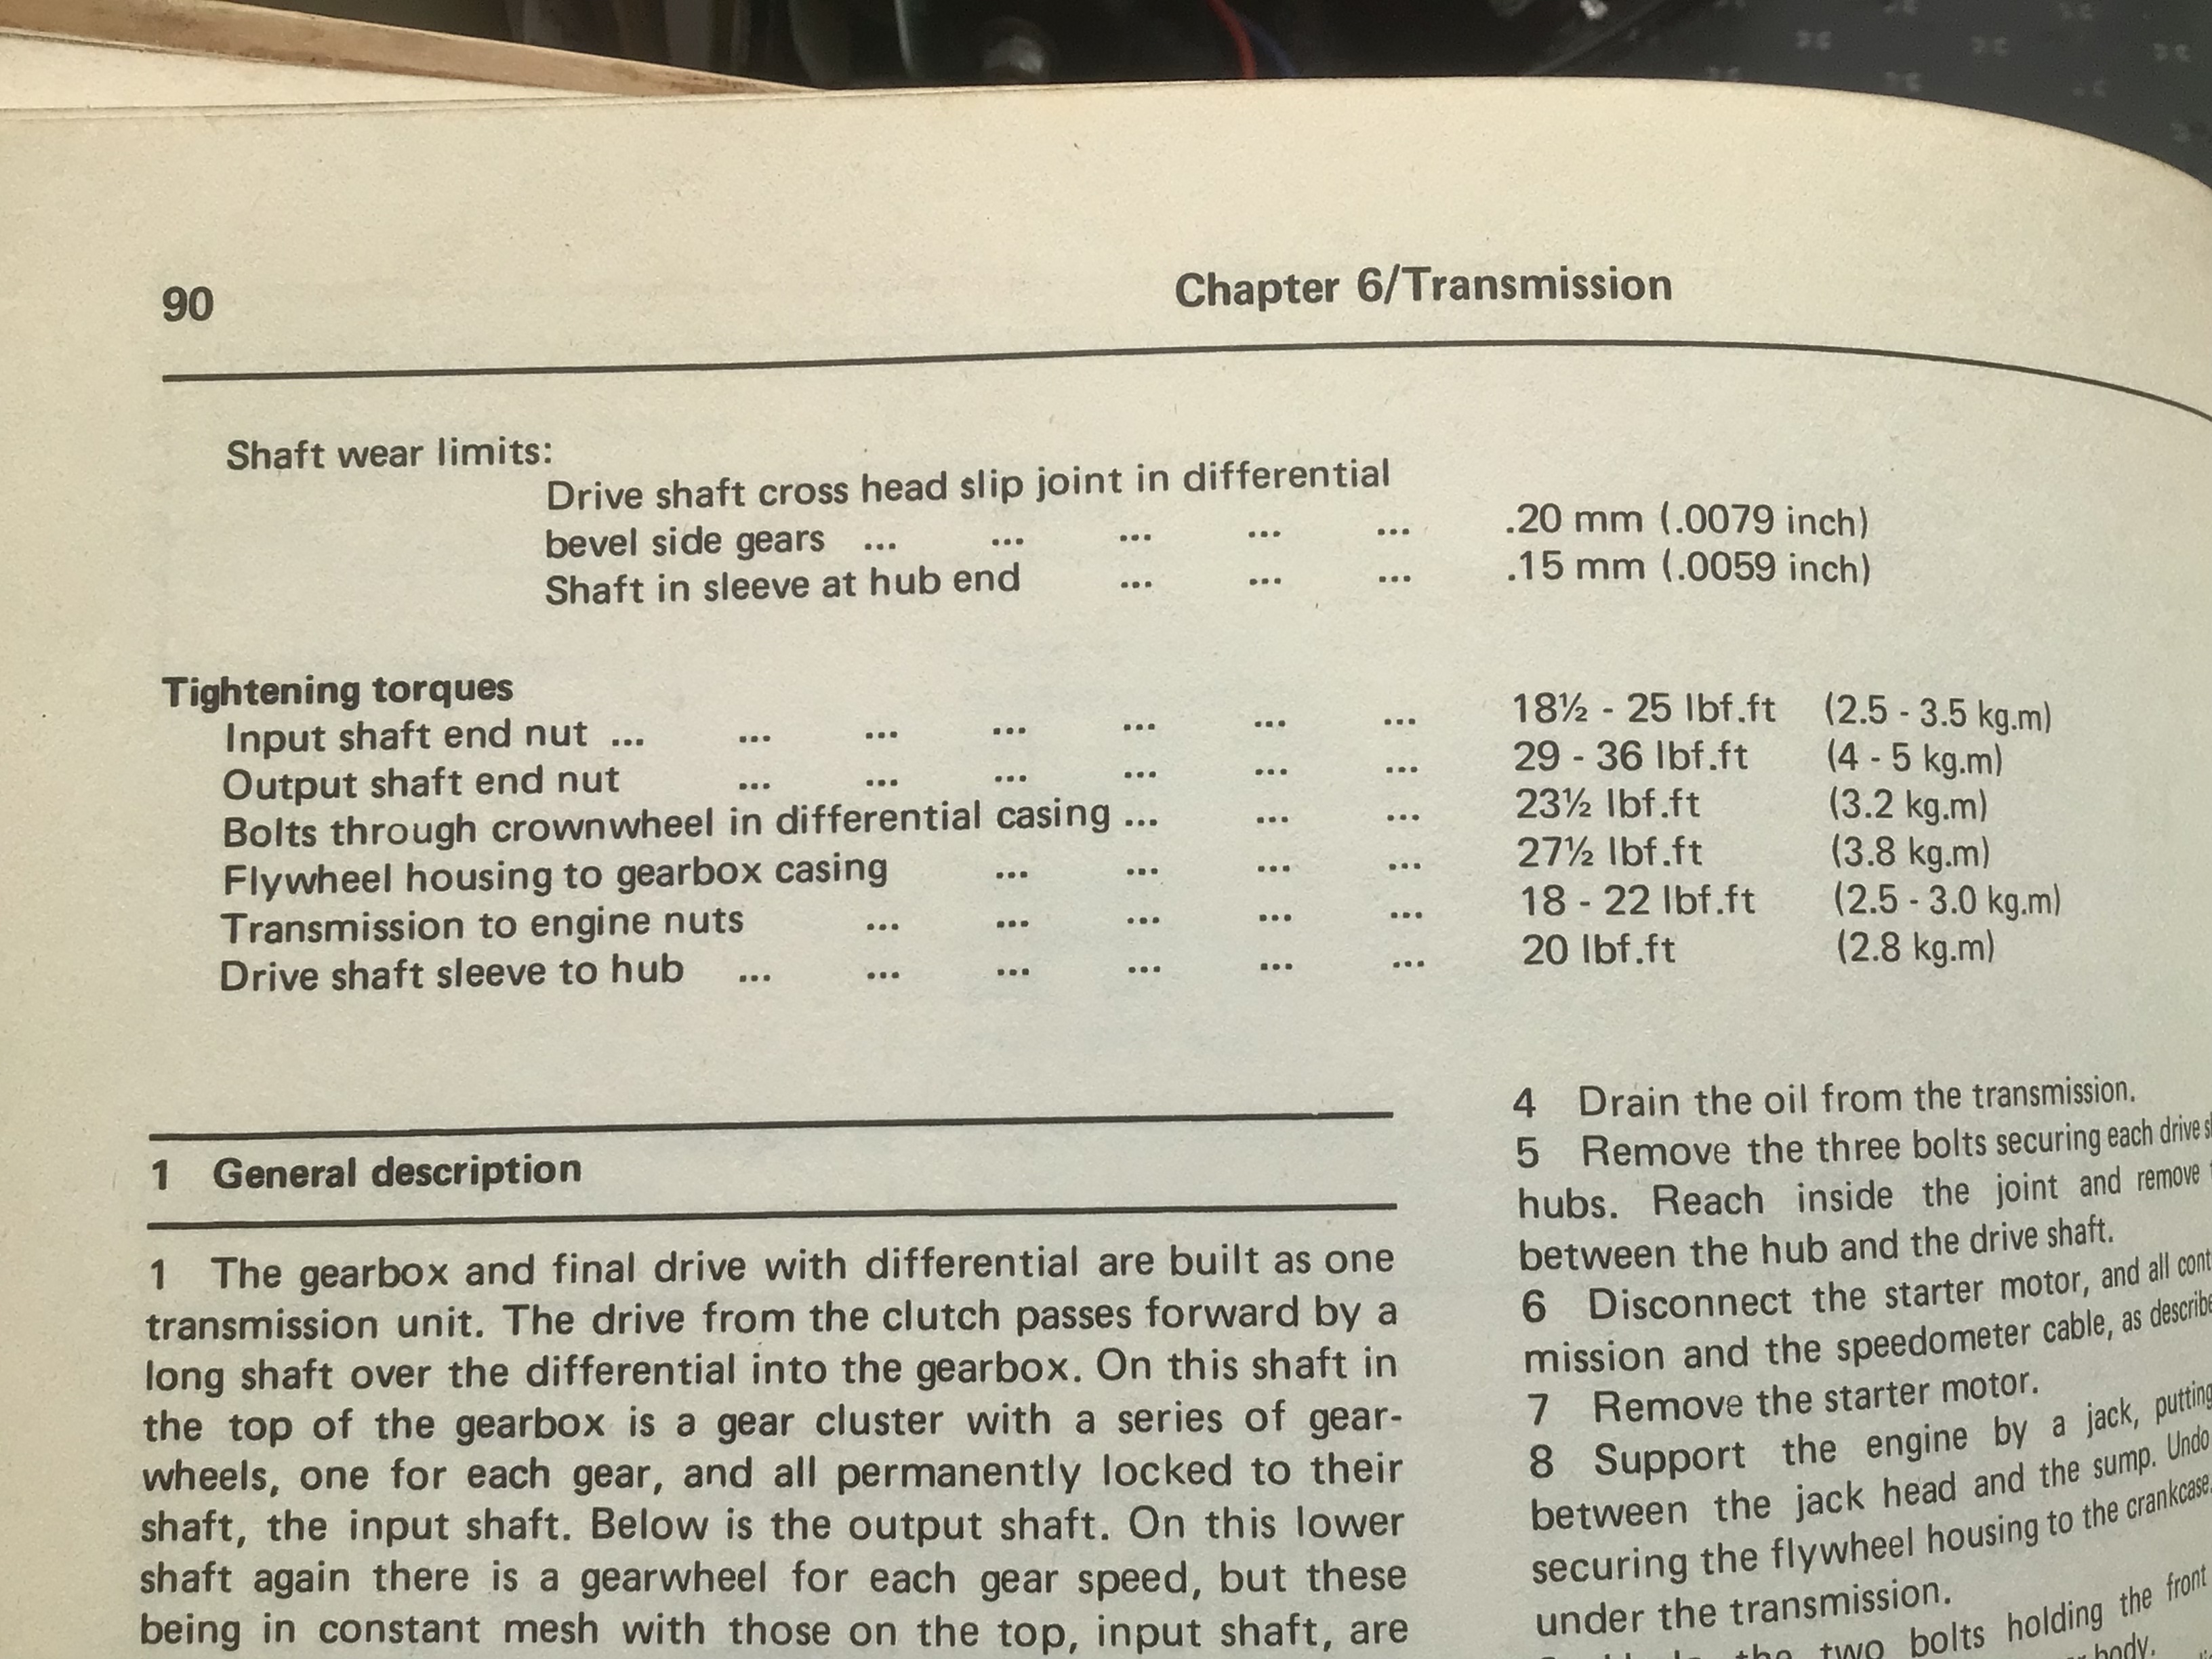 90
Chapter 6/Transmission
Shaft wear limits:
Drive shaft cross head slip joint in differential
bevel side gears ... ... ... ... ... .20 mm (.0079 inch)
Shaft in sleeve at hub end ... ... ... .15 mm (.0059 inch)
Tightening torques
Input shaft end nut ... ... ... ... ... ... ... 18½ - 25 lbf.ft (2.5 - 3.5 kg.m)
Output shaft end nut ... ... ... ... ... ... 29 - 36 lbf.ft (4 - 5 kg.m)
Bolts through crownwheel in differential casing ... ... ... 23½ lbf.ft (3.2 kg.m)
Flywheel housing to gearbox casing ... ... ... ... 27½ lbf.ft (3.8 kg.m)
Transmission to engine nuts ... ... ... ... ... 18 - 22 lbf.ft (2.5 - 3.0 kg.m)
Drive shaft sleeve to hub ... ... ... ... ... ... 20 lbf.ft (2.8 kg.m)
1 General description
1 The gearbox and final drive with differential are built as one
transmission unit. The drive from the clutch passes forward by a
long shaft over the differential into the gearbox. On this shaft in
the top of the gearbox is a gear cluster with a series of gear-
wheels, one for each gear, and all permanently locked to their
shaft, the input shaft. Below is the output shaft. On this lower
shaft again there is a gearwheel for each gear speed, but these
being in constant mesh with those on the top, input shaft, are
4 Drain the oil from the transmission.
5 Remove the three bolts securing each drive
hubs. Reach inside the joint and remove
between the hub and the drive shaft.
6 Disconnect the starter motor, and all
mission and the speedometer cable, as
7 Remove the starter motor.
8 Support the engine by a jack, putting
between the jack head and the sump. Undo
securing the flywheel housing to the crankcase
under the transmission.
the two bolts holding the front
body.